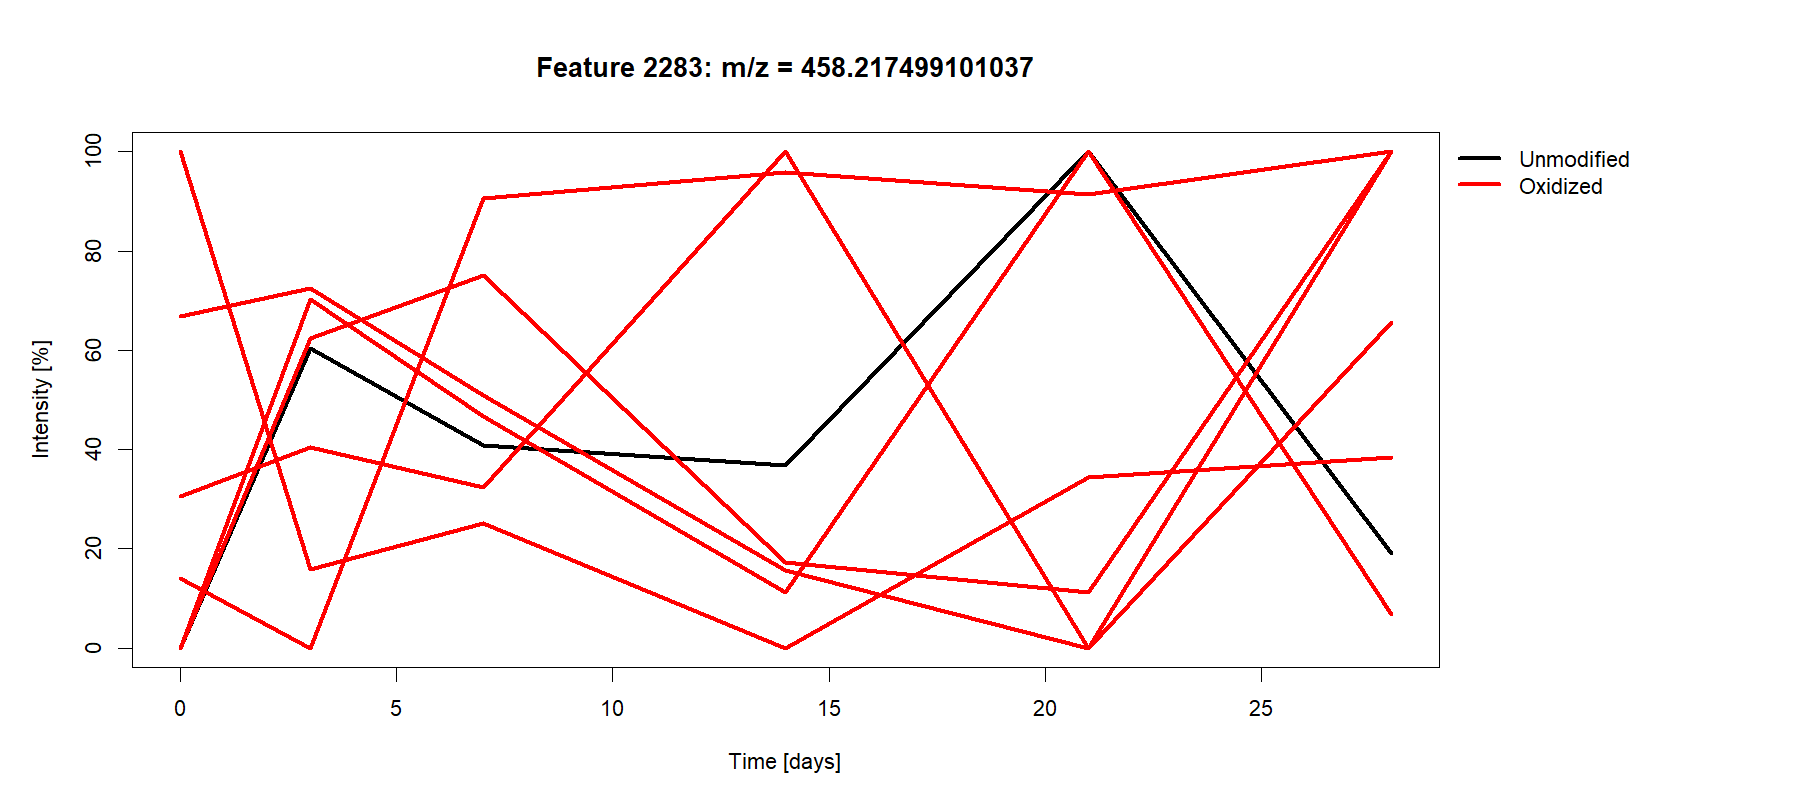 Feature 2283: m/z = 458.217499101037
Unmodified
Oxidized
Intensity [%]
100
80
60
40
20
0
0 5 10 15 20 25
Time [days]